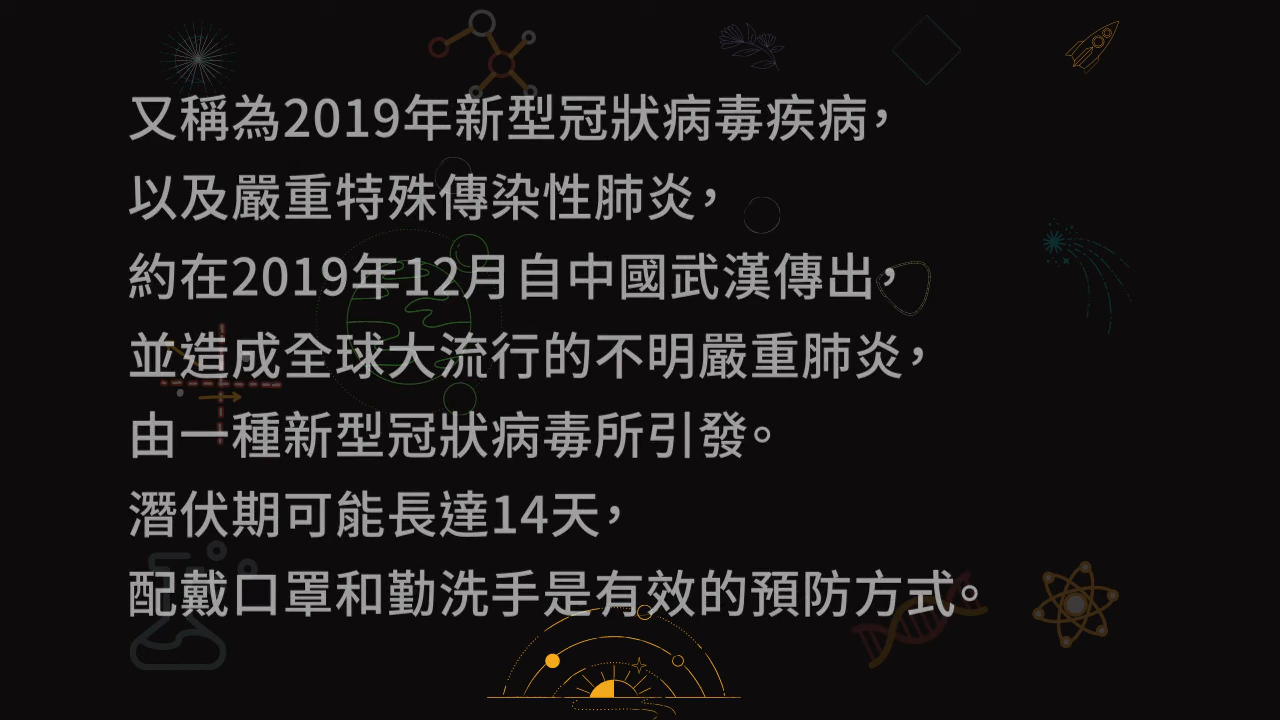 又稱為2019年新型冠狀病毒疾病，
以及嚴重特殊傳染性肺炎，
約在2019年12月自中國武漢傳出，
並造成全球大流行的不明嚴重肺炎，
由一種新型冠狀病毒所引發。
潛伏期可能長達14天，
配戴口罩和勤洗手是有效的預防方式。